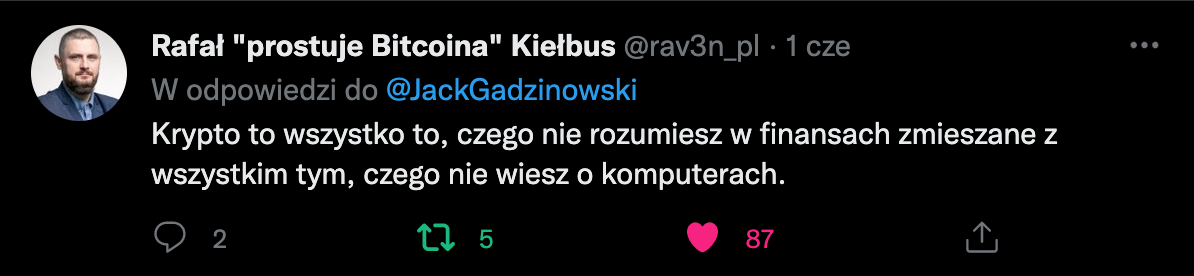 Rafał "prostuje Bitcoina" Kiełbus @rav3n_pl · 1 cze
W odpowiedzi do @JackGadzinowski
Krypto to wszystko to, czego nie rozumiesz w finansach zmieszane z
wszystkim tym, czego nie wiesz o komputerach.
2 5 87